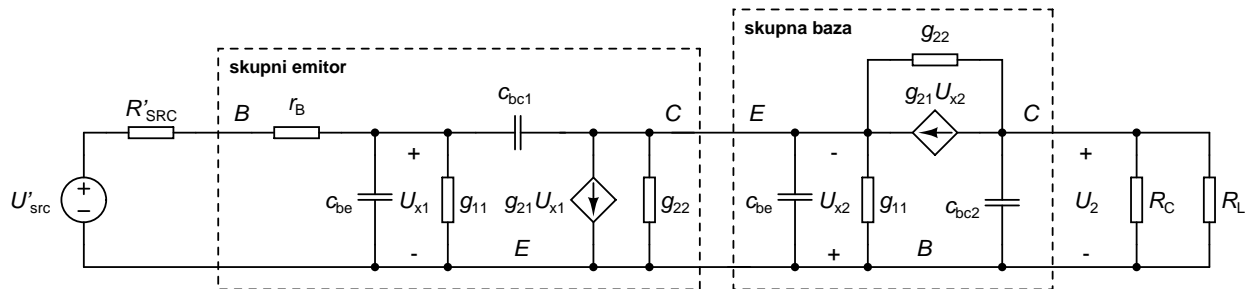 skupna baza
g22
skupni emitor
g21Ux2
cbc1
R'SRC
B
rB
C
E
C
+
-
+
U'src
cbe
Ux1
g11
g21Ux1
g22
cbe
Ux2
g11
cbc2
U2
RC
RL
-
E
+
B
-